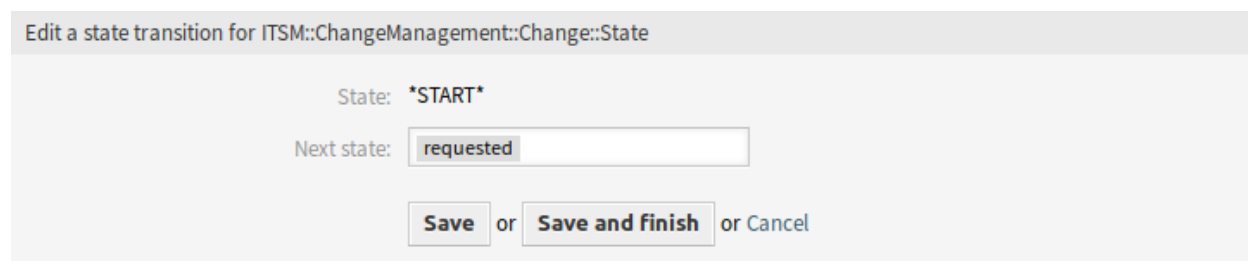 Edit a state transition for ITSM::ChangeManagement::Change::State
State: *START*
Next state: requested
Save or Save and finish or Cancel